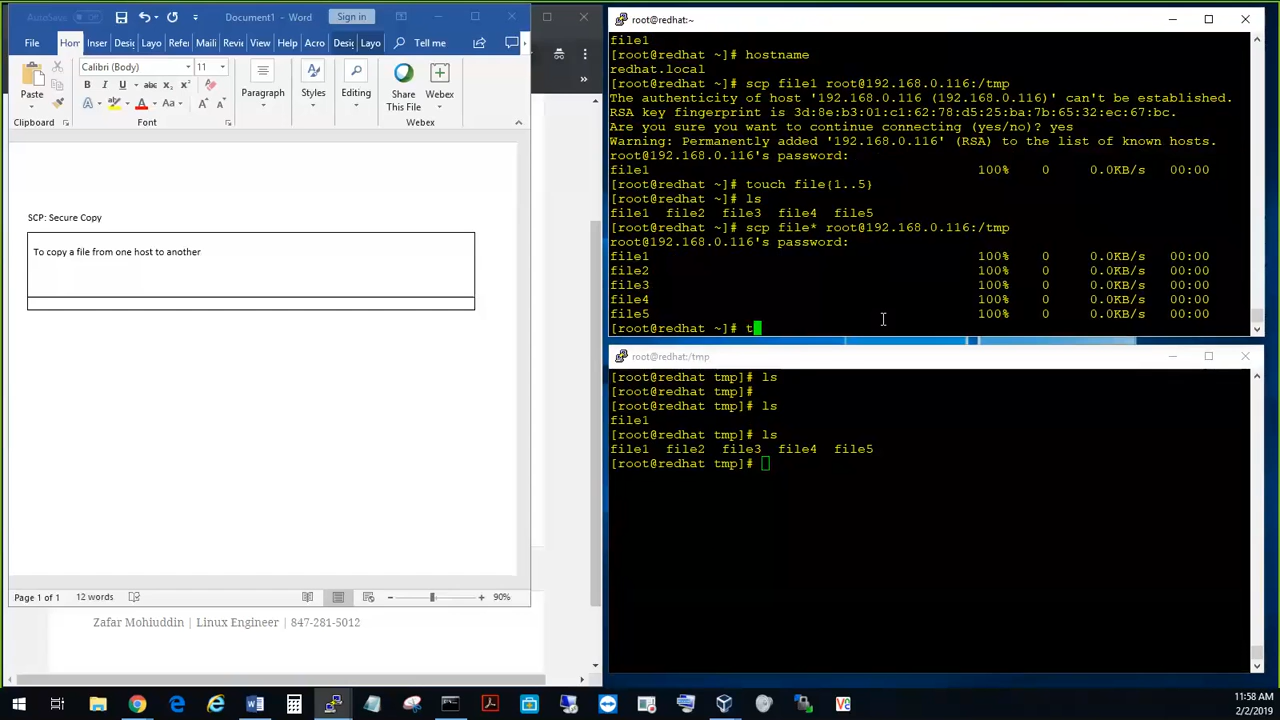 AutoSave
Document1 - Word
Sign in
File Hor Inser Desig Layo Refe Maili Revie View Help Acro Desig Layo Tell me
Paste
Clipboard
Calibri (Body) 11
B I U
Font
Paragraph
Styles
Editing
Share This File
Webex
Webex
SCP: Secure Copy
To copy a file from one host to another
Page 1 of 1 12 words 90%
Zafar Mohiuddin | Linux Engineer | 847-281-5012
root@redhat:~
file1
[root@redhat ~]# hostname
redhat.local
[root@redhat ~]# scp file1 root@192.168.0.116:/tmp
The authenticity of host '192.168.0.116 (192.168.0.116)' can't be established.
RSA key fingerprint is 3d:8e:b3:01:c1:62:78:d5:25:ba:7b:65:32:ec:67:bc.
Are you sure you want to continue connecting (yes/no)? yes
Warning: Permanently added '192.168.0.116' (RSA) to the list of known hosts.
root@192.168.0.116's password:
file1 100% 0 0.0KB/s 00:00
[root@redhat ~]# touch file{1..5}
[root@redhat ~]# ls
file1 file2 file3 file4 file5
[root@redhat ~]# scp file* root@192.168.0.116:/tmp
root@192.168.0.116's password:
file1 100% 0 0.0KB/s 00:00
file2 100% 0 0.0KB/s 00:00
file3 100% 0 0.0KB/s 00:00
file4 100% 0 0.0KB/s 00:00
file5 100% 0 0.0KB/s 00:00
[root@redhat ~]# t
root@redhat:/tmp
[root@redhat tmp]# ls
[root@redhat tmp]#
[root@redhat tmp]# ls
file1
[root@redhat tmp]# ls
file1 file2 file3 file4 file5
[root@redhat tmp]#
11:58 AM
2/2/2019